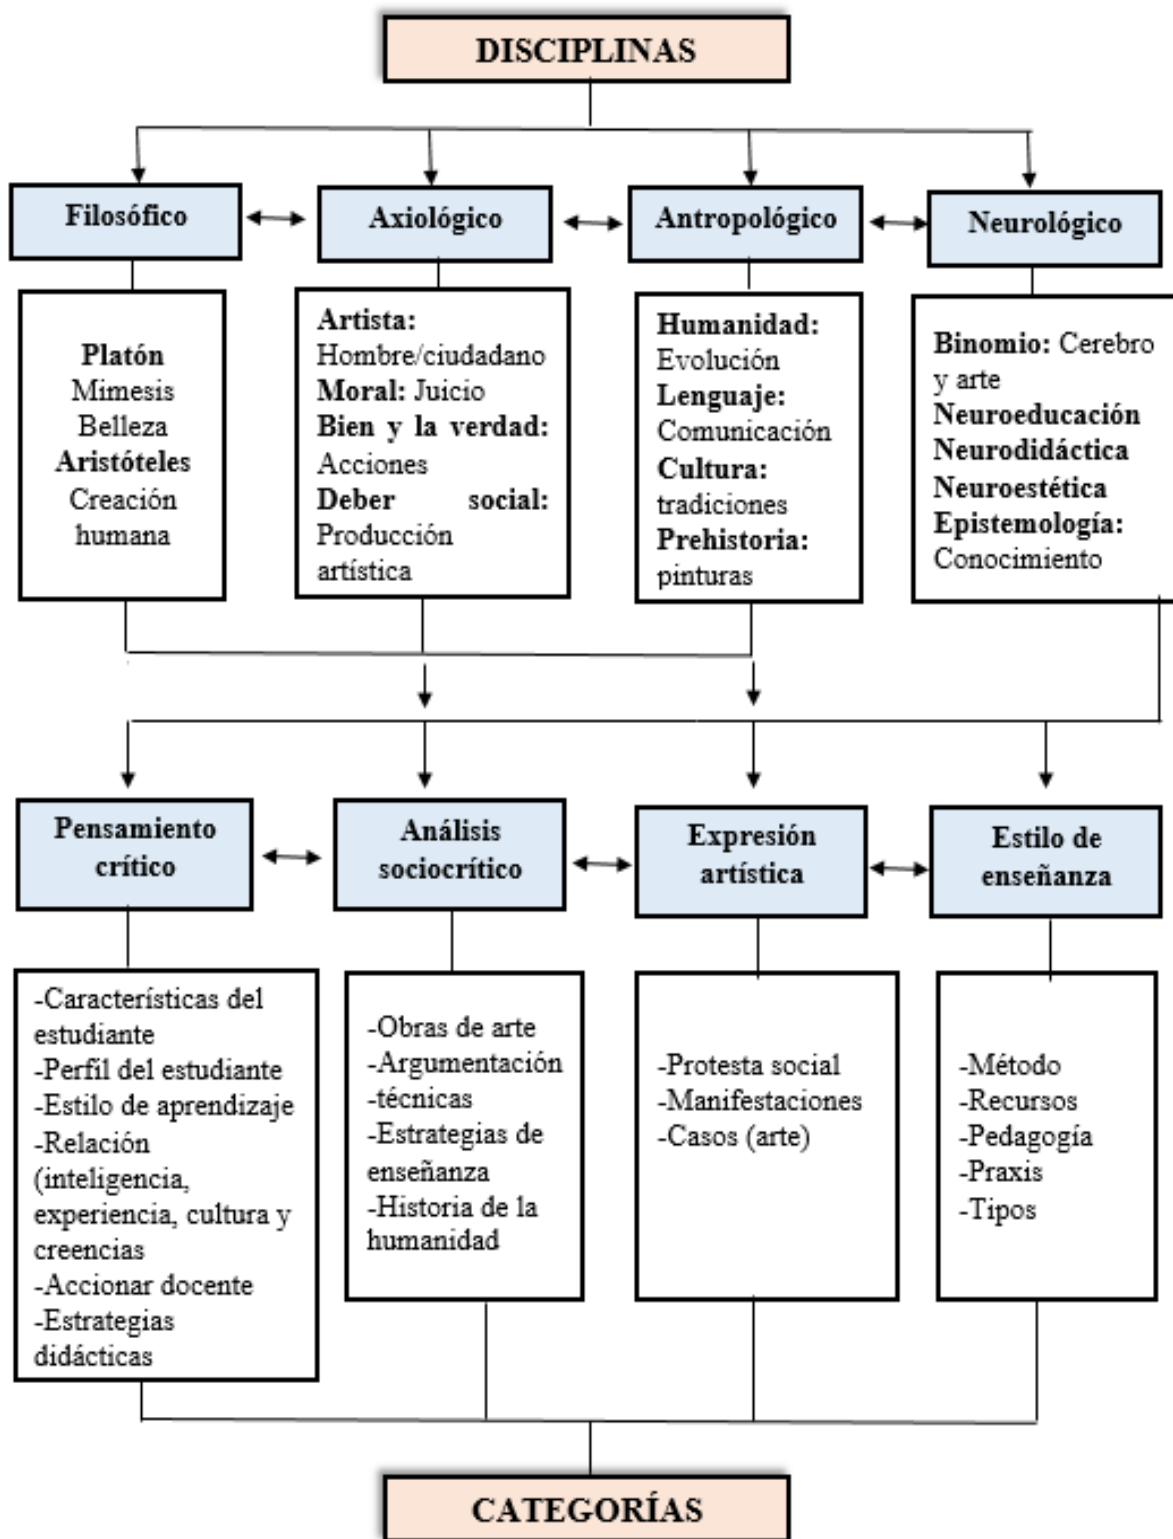 DISCIPLINAS
Filosófico
Axiológico
Antropológico
Neurológico
Platón
Mimesis
Belleza
Aristóteles
Creación
humana
Artista:
Hombre/ciudadano
Moral: Juicio
Bien y la verdad:
Acciones
Deber social:
Producción
artística
Humanidad:
Evolución
Lenguaje:
Comunicación
Cultura:
tradiciones
Prehistoria:
pinturas
Binomio: Cerebro
y arte
Neuroeducación
Neurodidáctica
Neuroestética
Epistemología:
Conocimiento
Pensamiento
crítico
Análisis
sociocrítico
Expresión
artística
Estilo de
enseñanza
-Características del
estudiante
-Perfil del estudiante
-Estilo de aprendizaje
-Relación
(inteligencia,
experiencia, cultura y
creencias
-Accionar docente
-Estrategias
didácticas
-Obras de arte
-Argumentación
-técnicas
-Estrategias de
enseñanza
-Historia de la
humanidad
-Protesta social
-Manifestaciones
-Casos (arte)
-Método
-Recursos
-Pedagogía
-Praxis
-Tipos
CATEGORÍAS